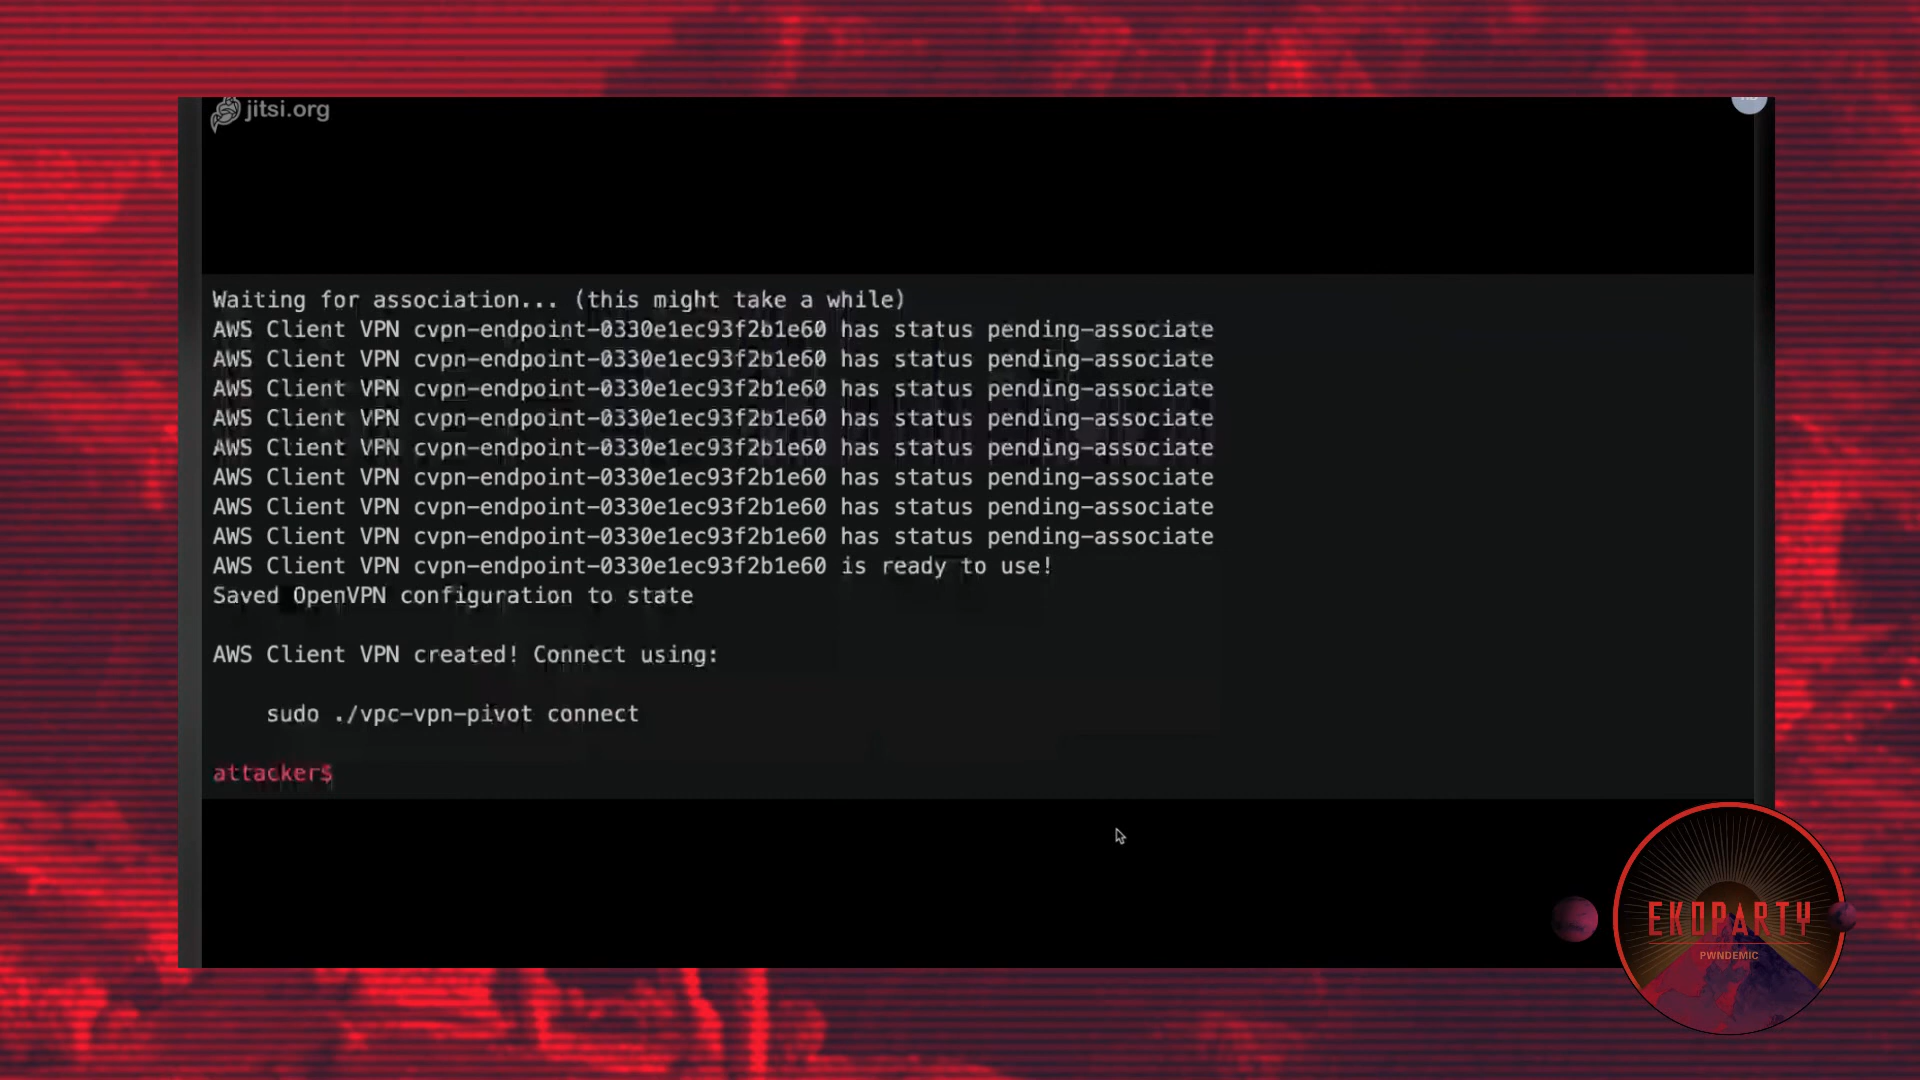 jitsi.org
Waiting for association... (this might take a while)
AWS Client VPN cvpn-endpoint-0330e1ec93f2b1e60 has status pending-associate
AWS Client VPN cvpn-endpoint-0330e1ec93f2b1e60 has status pending-associate
AWS Client VPN cvpn-endpoint-0330e1ec93f2b1e60 has status pending-associate
AWS Client VPN cvpn-endpoint-0330e1ec93f2b1e60 has status pending-associate
AWS Client VPN cvpn-endpoint-0330e1ec93f2b1e60 has status pending-associate
AWS Client VPN cvpn-endpoint-0330e1ec93f2b1e60 has status pending-associate
AWS Client VPN cvpn-endpoint-0330e1ec93f2b1e60 has status pending-associate
AWS Client VPN cvpn-endpoint-0330e1ec93f2b1e60 has status pending-associate
AWS Client VPN cvpn-endpoint-0330e1ec93f2b1e60 is ready to use!
Saved OpenVPN configuration to state
AWS Client VPN created! Connect using:
sudo ./vpc-vpn-pivot connect
attacker$
EKOPARTY
PWNDEMIC